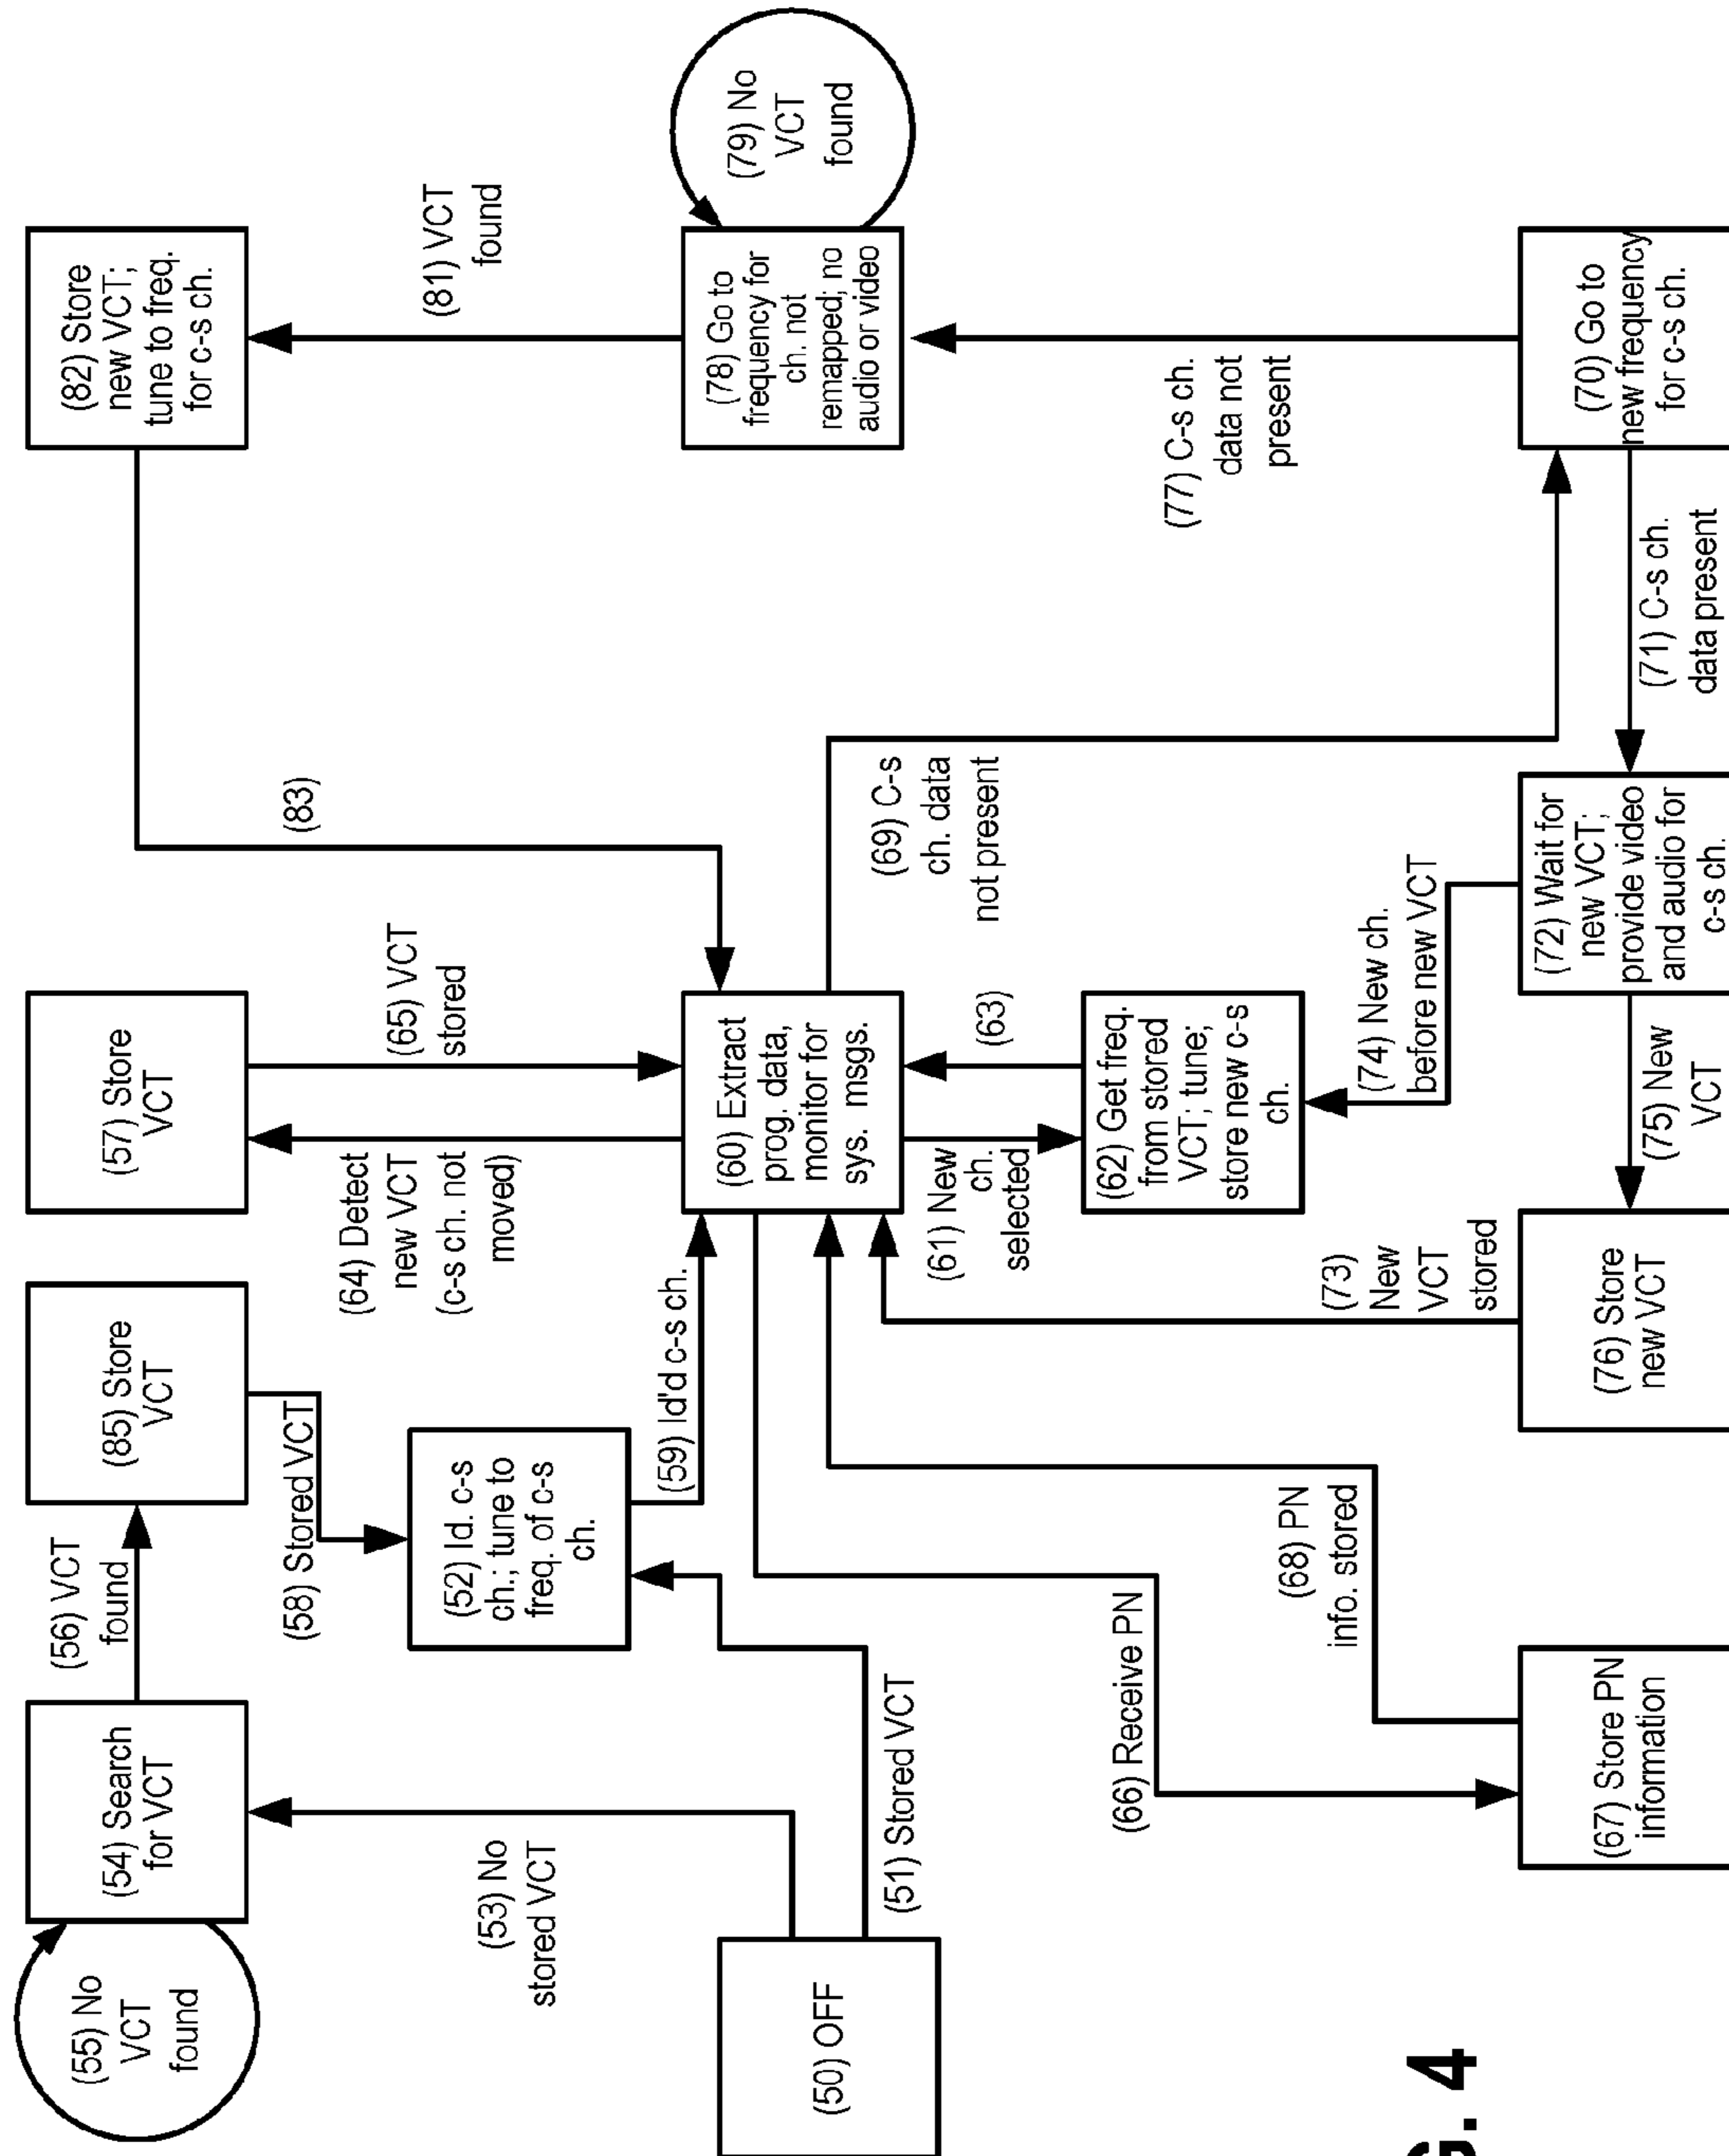 (55) No
VCT
found
(54) Search
for VCT
(56) VCT
found
(85) Store
VCT
(57) Store
VCT
(82) Store
new VCT;
tune to freq.
for c-s ch.
(58) Stored VCT
(64) Detect
new VCT
(c-s ch. not
moved)
(65) VCT
stored
(83)
(81) VCT
found
(53) No
stored VCT
(52) Id. c-s
ch.; tune to
freq. of c-s
ch.
(59) Id'd c-s ch.
(50) OFF
(51) Stored VCT
(60) Extract
prog. data,
monitor for
sys. msgs.
(78) Go to
frequency for
ch. not
remapped; no
audio or video
(79) No
VCT
found
(61) New
ch.
selected
(63)
(69) C-s
ch. data
not present
(62) Get freq.
from stored
VCT; tune;
store new c-s
ch.
(77) C-s ch.
data not
present
(66) Receive PN
(68) PN
info. stored
(73)
New
VCT
stored
(74) New ch.
before new VCT
(67) Store PN
information
(76) Store
new VCT
(75) New
VCT
(72) Wait for
new VCT;
provide video
and audio for
c-s ch.
(71) C-s ch.
data present
(70) Go to
new frequency
for c-s ch.
G. 4